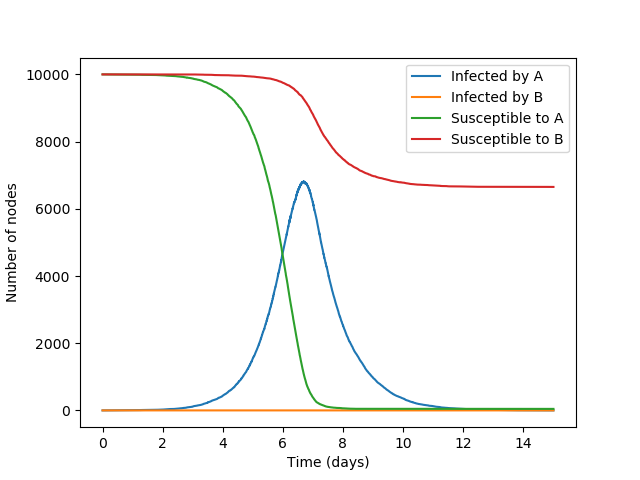 Infected by A
Infected by B
Susceptible to A
Susceptible to B
Number of nodes
10000
8000
6000
4000
2000
0
0 2 4 6 8 10 12 14
Time (days)